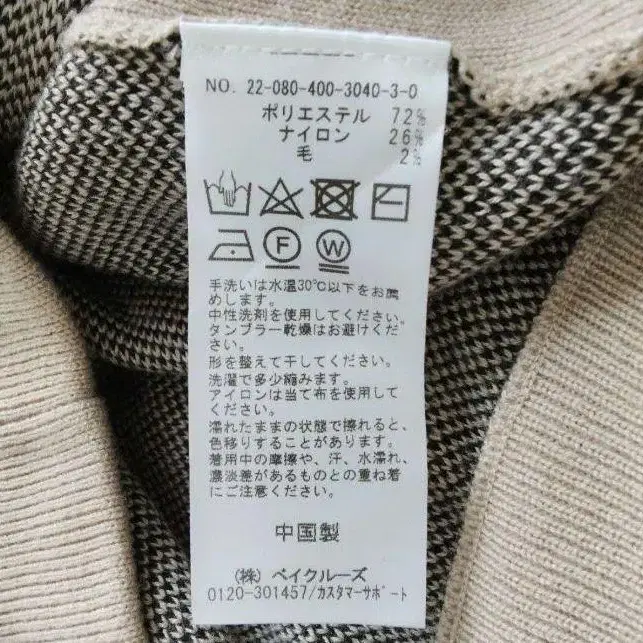 NO. 22-080-400-3040-3-0
ポリエステル 72%
ナイロン 26%
毛 2%
F W
手洗いは水温30℃以下をお薦
めします。
中性洗剤を使用してください。
タンブラー乾燥はお避けくだ
さい。
形を整えて干してください。
洗濯で多少縮みます。
アイロンは当て布を使用して
ください。
濡れたままの状態で擦れると、
色移りすることがあります。
着用中の摩擦や、汗、水濡れ、
濃淡差があるものとの重ね着
にご注意ください。
中国製
(株) ベイクルーズ
0120-301457/カスタマーサポート